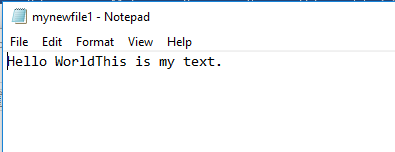 mynewfile1 - Notepad
File Edit Format View Help
Hello WorldThis is my text.